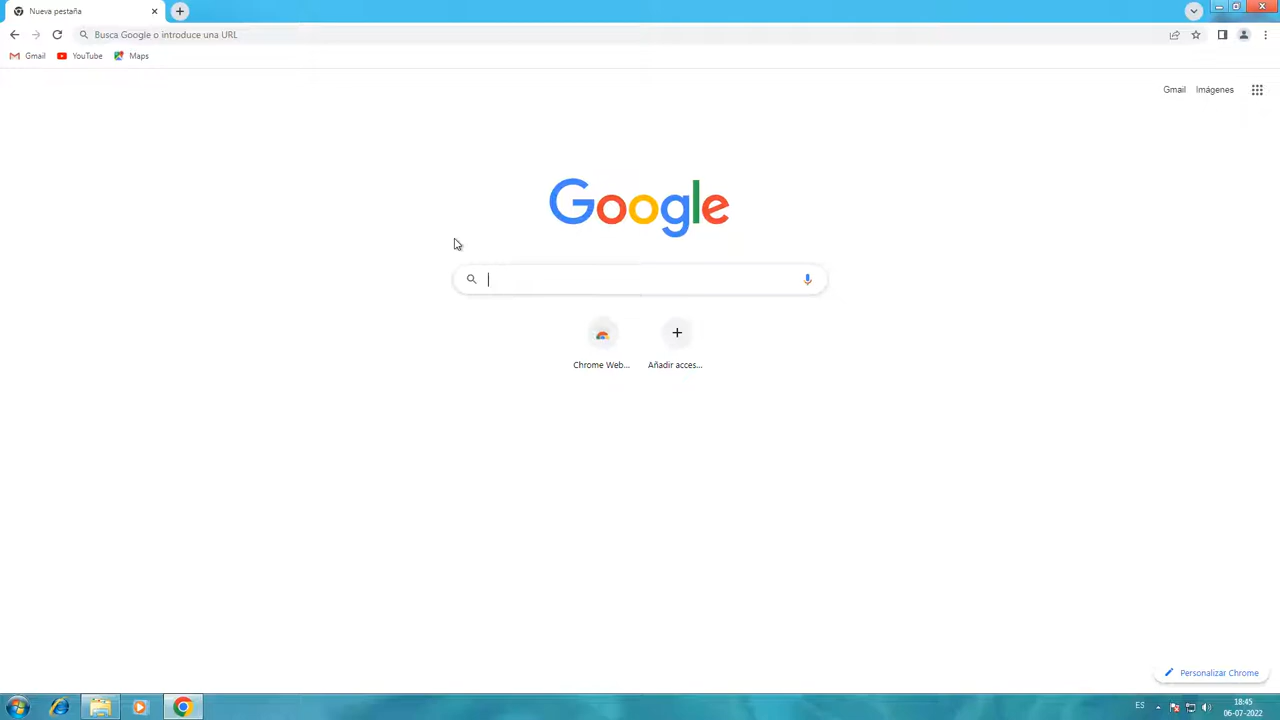 Nueva pestaña
Busca Google o introduce una URL
Gmail YouTube Maps
Gmail Imágenes
Google
Chrome Web...
Añadir acces...
Personalizar Chrome
ES
18:45
06-07-2022